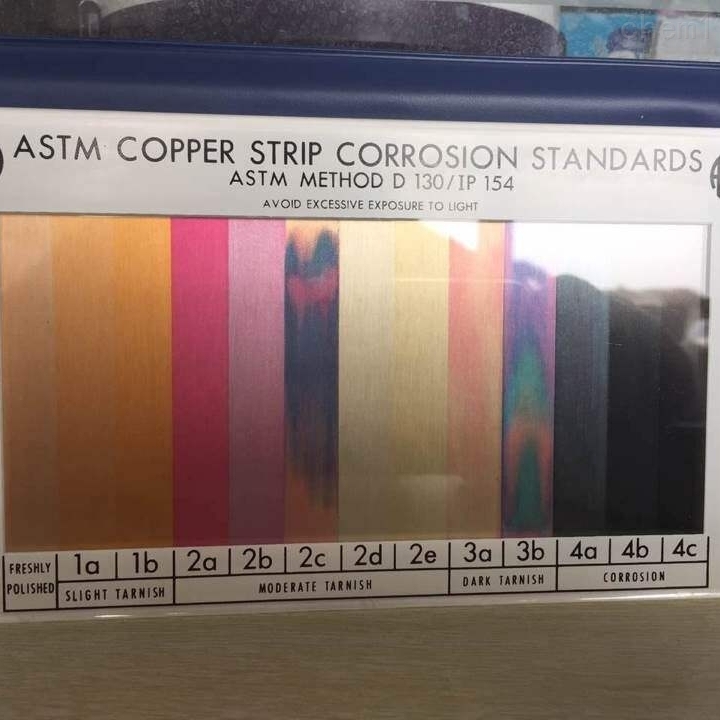 ASTM COPPER STRIP CORROSION STANDARDS
ASTM METHOD D 130/IP 154
AVOID EXCESSIVE EXPOSURE TO LIGHT
FRESHLY POLISHED
1a 1b 2a 2b 2c 2d 2e 3a 3b 4a 4b 4c
SLIGHT TARNISH MODERATE TARNISH DARK TARNISH CORROSION